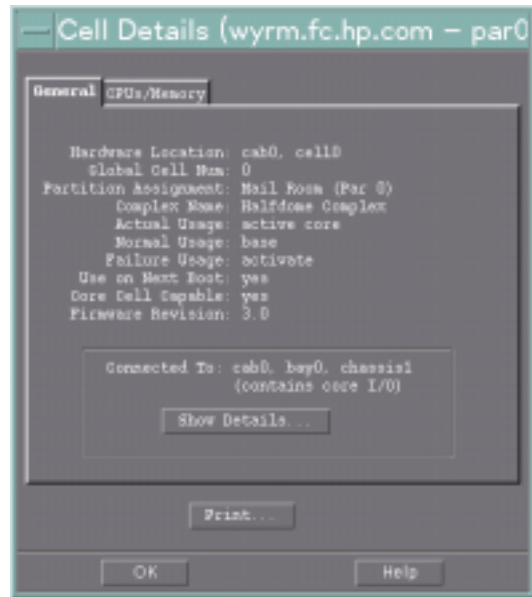 Cell Details (wyrm.fc.hp.com – par0
General CPUs/Memory
Hardware Location: cab0, cell0
Global Cell Num: 0
Partition Assignment: Mail Room (Par 0)
Complex Name: Halfdome Complex
Actual Usage: active core
Normal Usage: base
Failure Usage: activate
Use on Next Boot: yes
Core Cell Capable: yes
Firmware Revision: 3.0
Connected To: cab0, bay0, chassis1
(contains core I/O)
Show Details...
Print...
OK Help